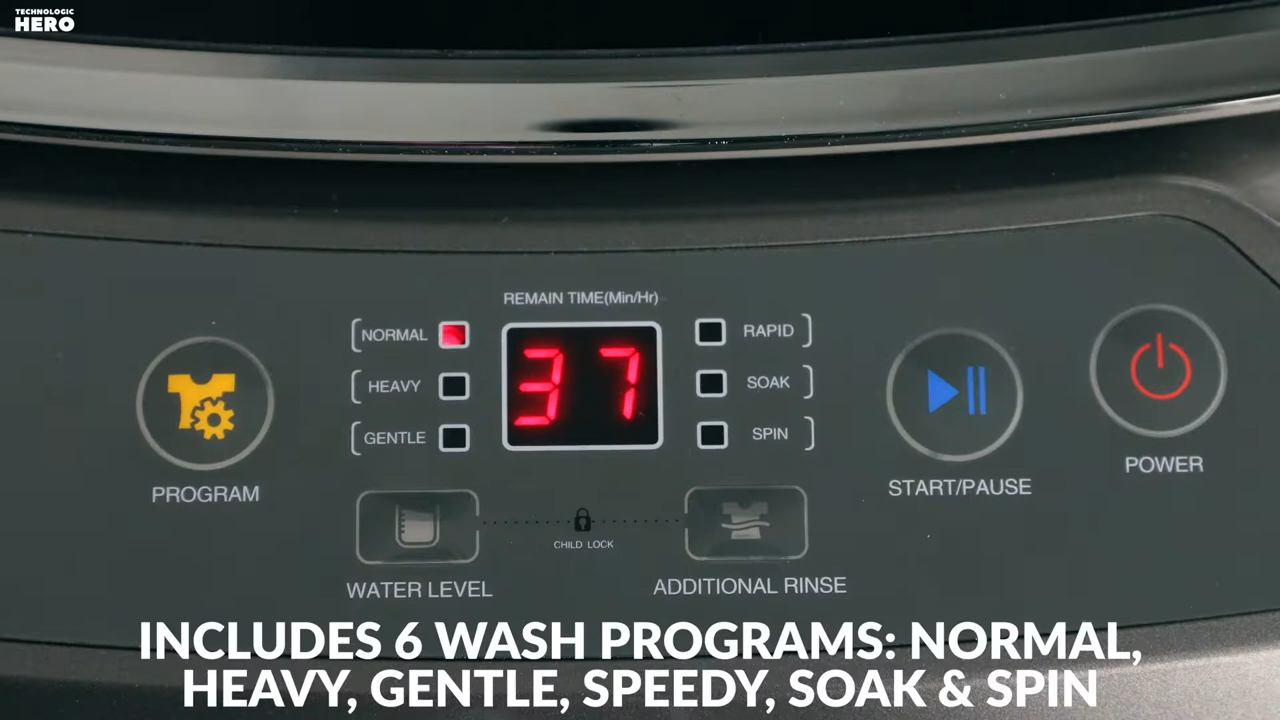 TECHNOLOGIC
HERO
REMAIN TIME(Min/Hr)
NORMAL
HEAVY
GENTLE
37
RAPID
SOAK
SPIN
PROGRAM
START/PAUSE
POWER
CHILD LOCK
WATER LEVEL
ADDITIONAL RINSE
INCLUDES 6 WASH PROGRAMS: NORMAL,
HEAVY, GENTLE, SPEEDY, SOAK & SPIN